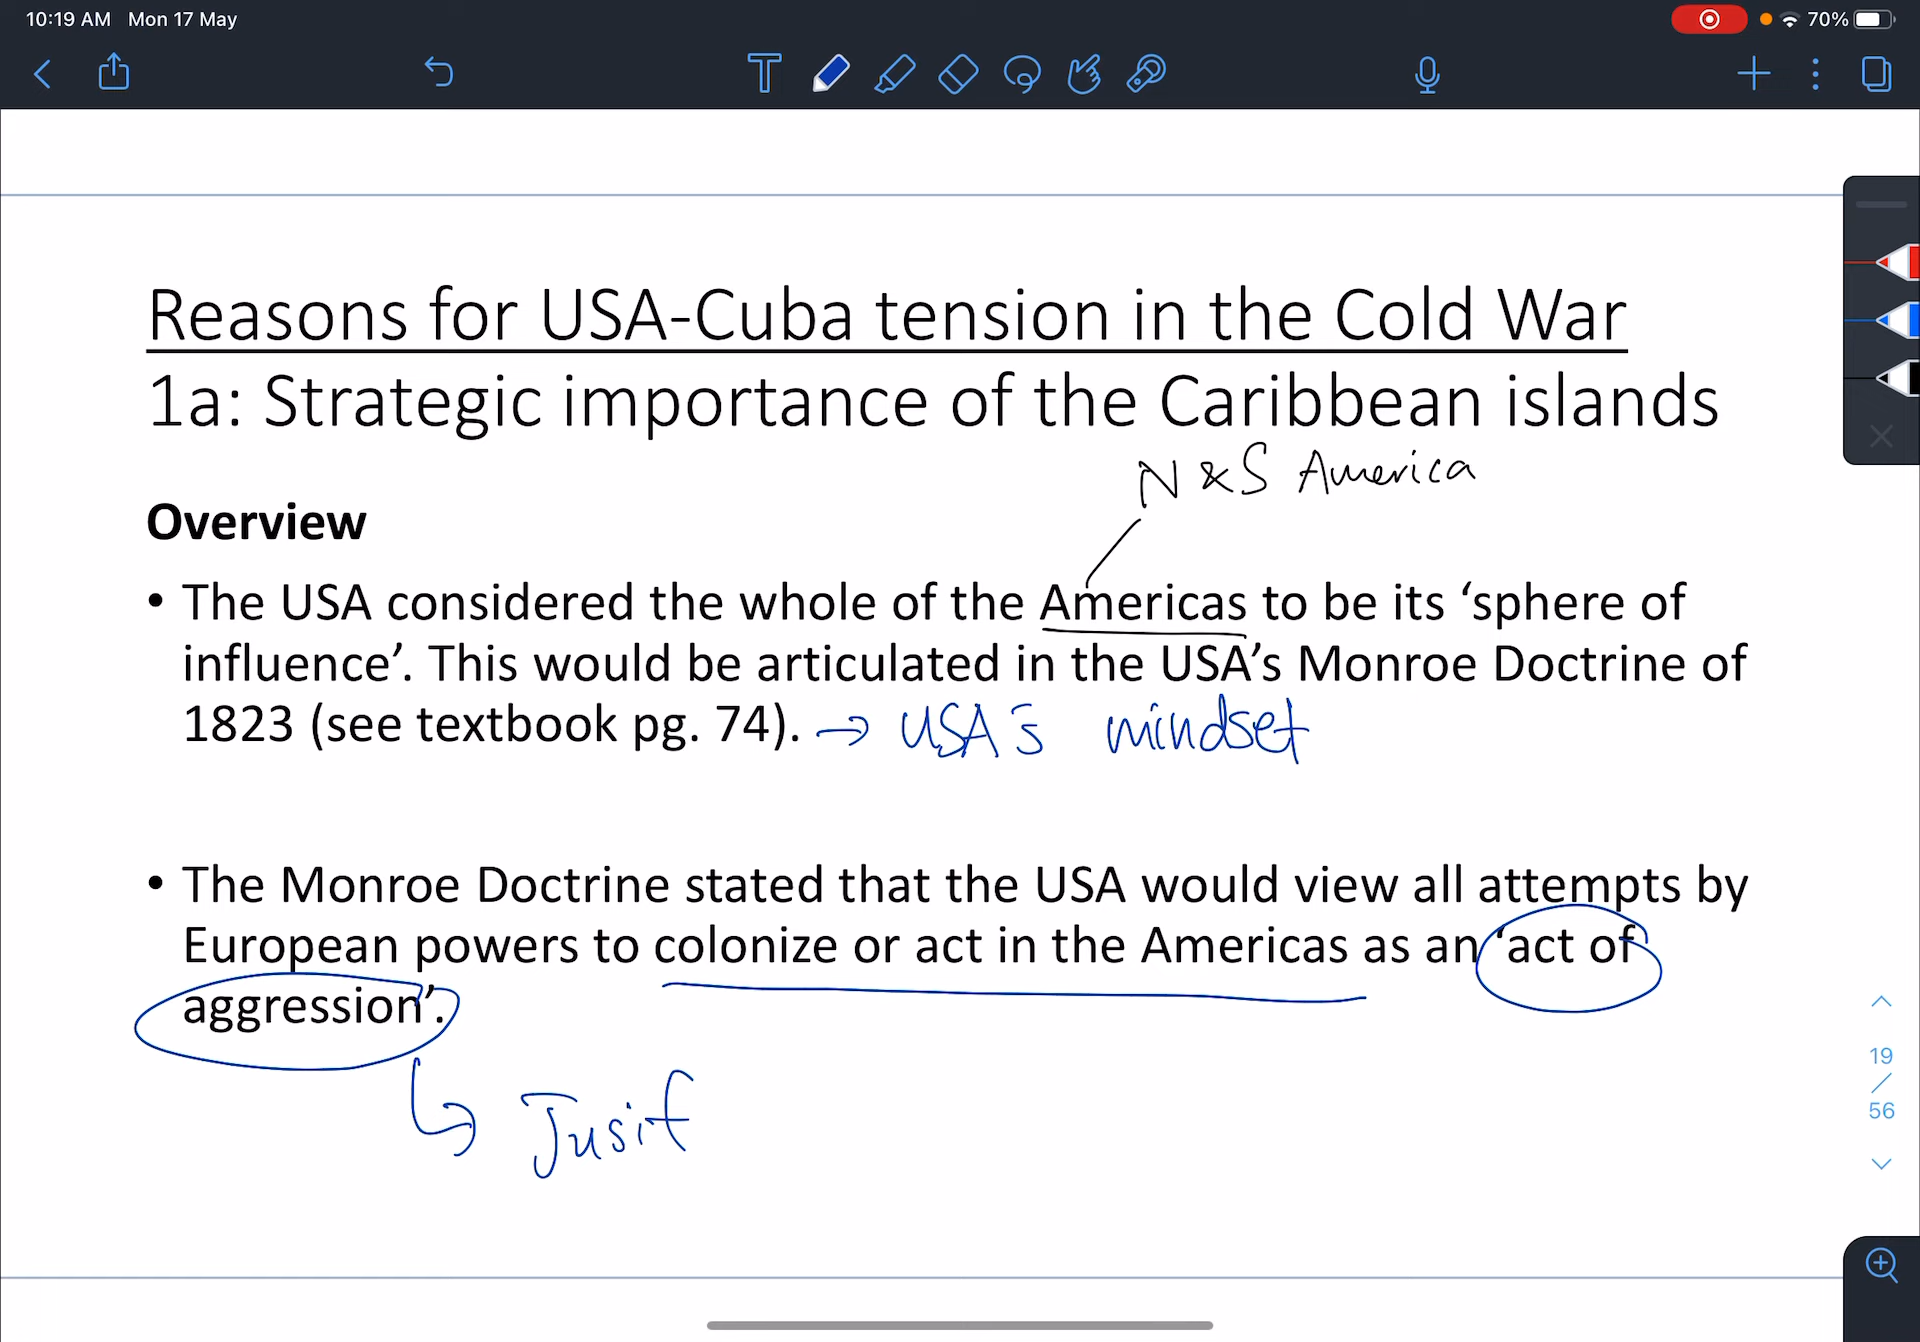 10:19 AM Mon 17 May
70%
Reasons for USA-Cuba tension in the Cold War
1a: Strategic importance of the Caribbean islands
N & S America
Overview
• The USA considered the whole of the Americas to be its ‘sphere of
influence’. This would be articulated in the USA’s Monroe Doctrine of
1823 (see textbook pg. 74). → USA's mindset
• The Monroe Doctrine stated that the USA would view all attempts by
European powers to colonize or act in the Americas as an ‘act of
aggression’.
Jusif
19
/
56